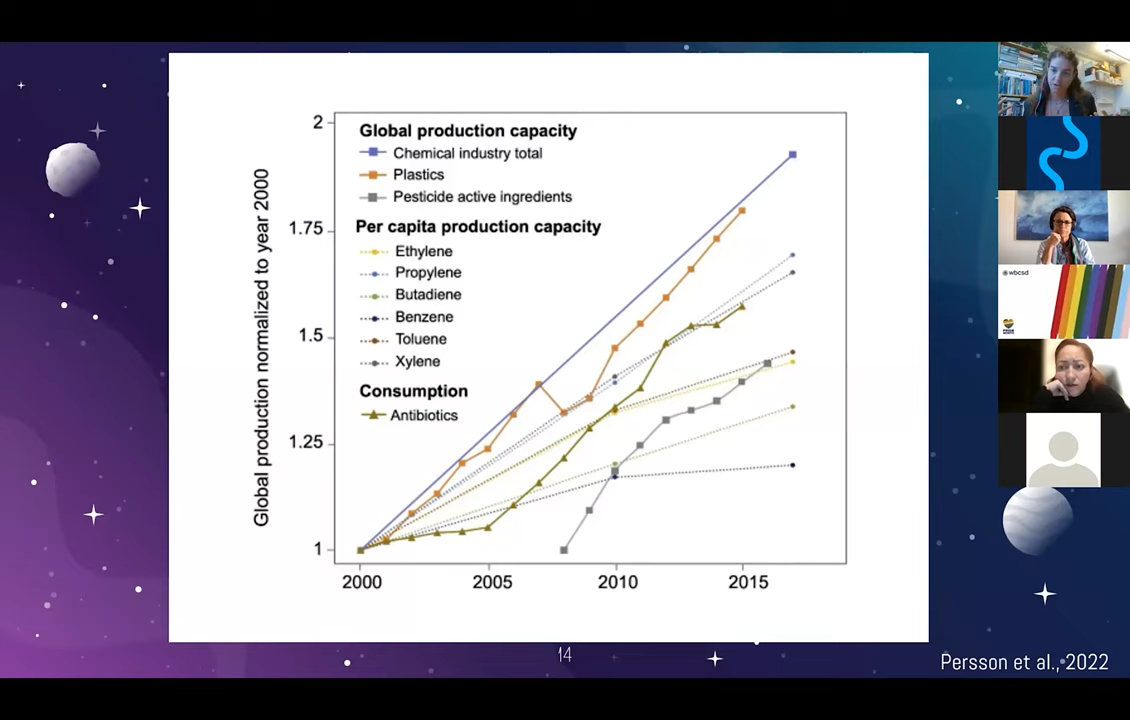 Global production capacity
Chemical industry total
Plastics
Pesticide active ingredients
Per capita production capacity
Ethylene
Propylene
Butadiene
Benzene
Toluene
Xylene
Consumption
Antibiotics
Global production normalized to year 2000
2
1.75
1.5
1.25
1
2000
2005
2010
2015
14
Persson et al., 2022
wbcsd